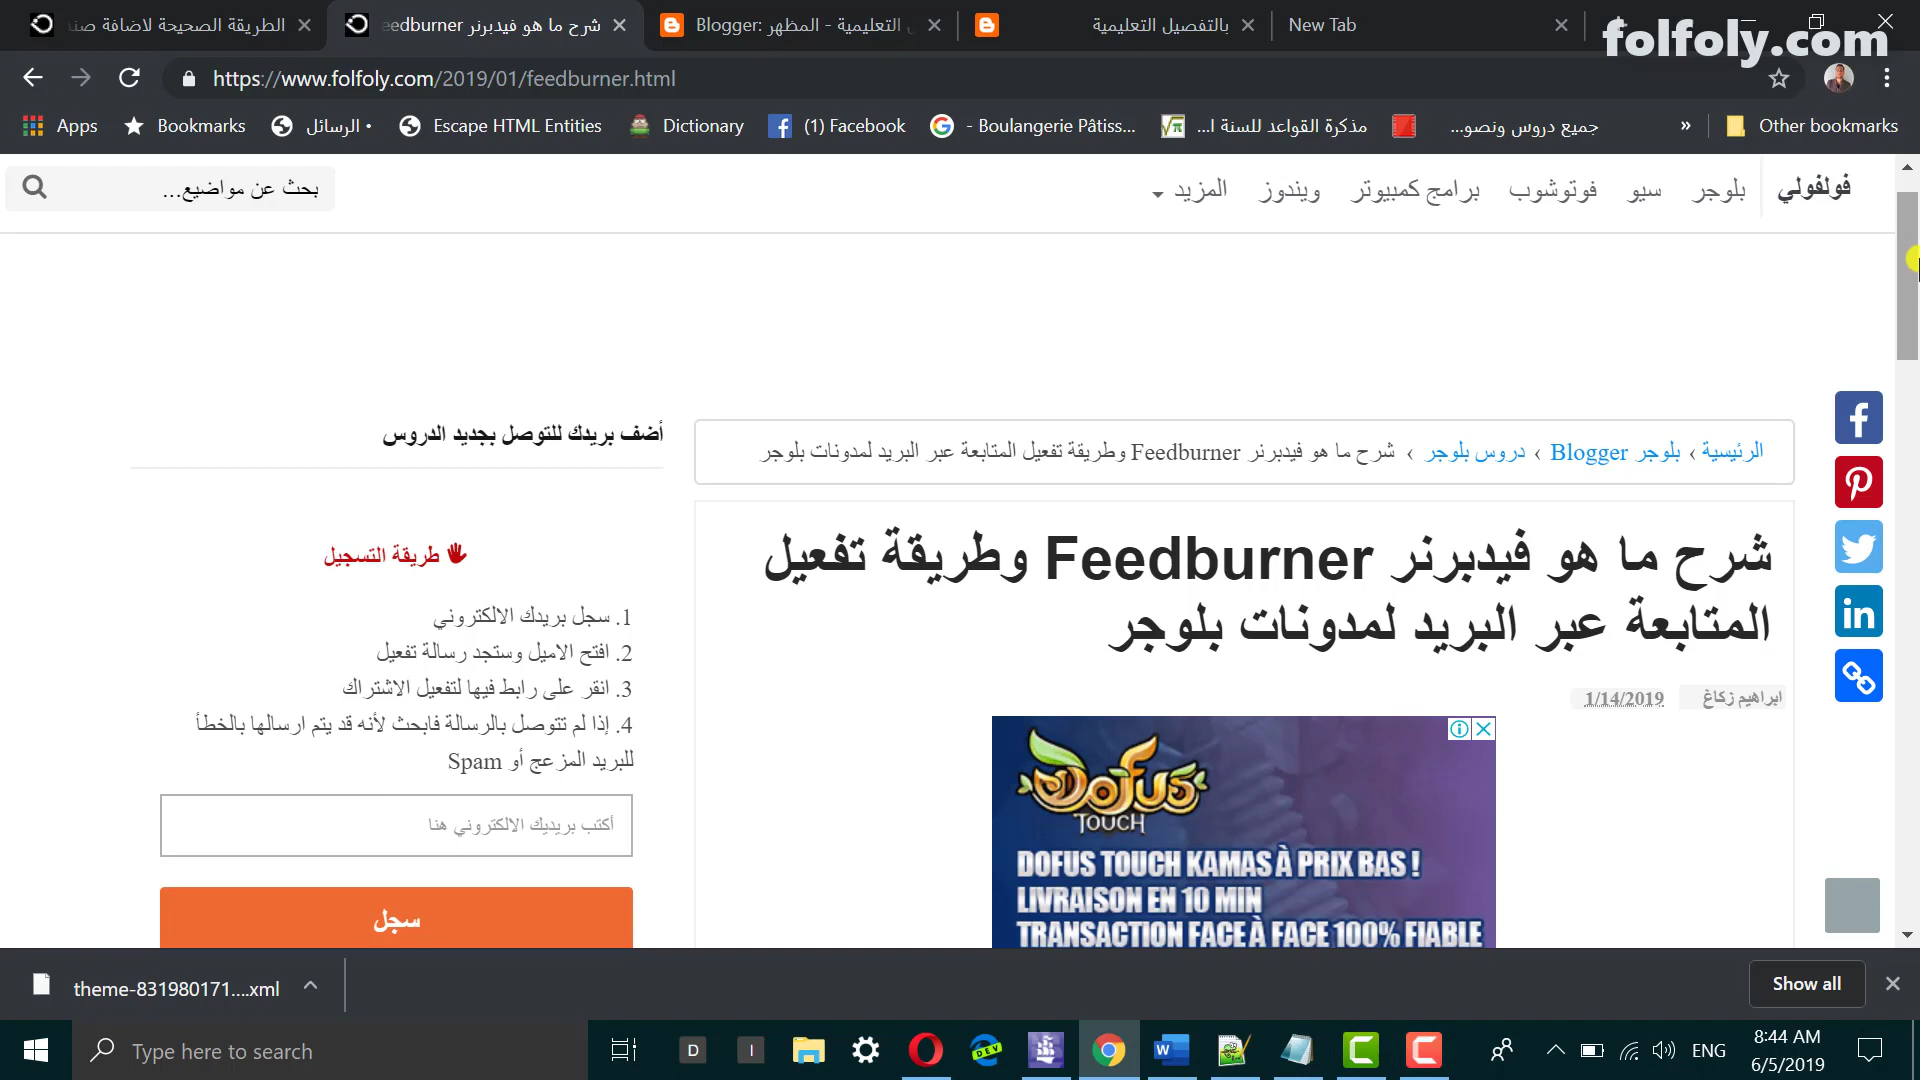 الطريقة الصحيحة لاضافة صند
شرح ما هو فيدبرنر eedburner
Blogger: التعليمية - المظهر
بالتفصيل التعليمية
New Tab
folfoly.com
https://www.folfoly.com/2019/01/feedburner.html
Apps
Bookmarks
• الرسائل
Escape HTML Entities
Dictionary
(1) Facebook
- Boulangerie Pâtiss...
مذكرة القواعد للسنة ا...
جميع دروس ونصو...
»
Other bookmarks
فولفولي
بلوجر
سيو
فوتوشوب
برامج كمبيوتر
ويندوز
المزيد
بحث عن مواضيع...
الرئيسية › بلوجر Blogger › دروس بلوجر › شرح ما هو فيدبرنر Feedburner وطريقة تفعيل المتابعة عبر البريد لمدونات بلوجر
شرح ما هو فيدبرنر Feedburner وطريقة تفعيل
المتابعة عبر البريد لمدونات بلوجر
ابراهيم زكاغ
1/14/2019
DOFUS
TOUCH
DOFUS TOUCH KAMAS À PRIX BAS !
LIVRAISON EN 10 MIN
TRANSACTION FACE À FACE 100% FIABLE
أضف بريدك للتوصل بجديد الدروس
طريقة التسجيل
1. سجل بريدك الالكتروني
2. افتح الاميل وستجد رسالة تفعيل
3. انقر على رابط فيها لتفعيل الاشتراك
4. إذا لم تتوصل بالرسالة فابحث لأنه قد يتم ارسالها بالخطأ
للبريد المزعج أو Spam
أكتب بريديك الالكتروني هنا
سجل
theme-831980171....xml
Show all
Type here to search
D
I
DEV
ENG
8:44 AM
6/5/2019